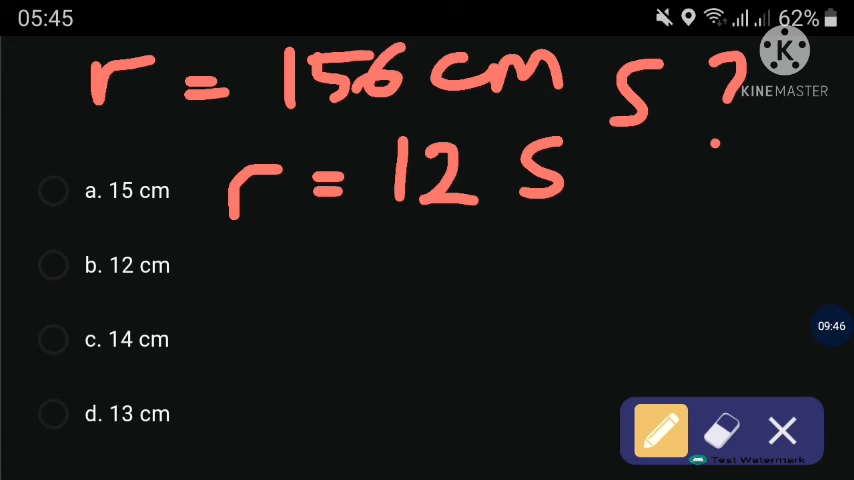 05:45 62%
r = 156 cm S ?
KINEMASTER
r = 12 S
a. 15 cm
b. 12 cm
c. 14 cm
09:46
d. 13 cm
Test Watermark